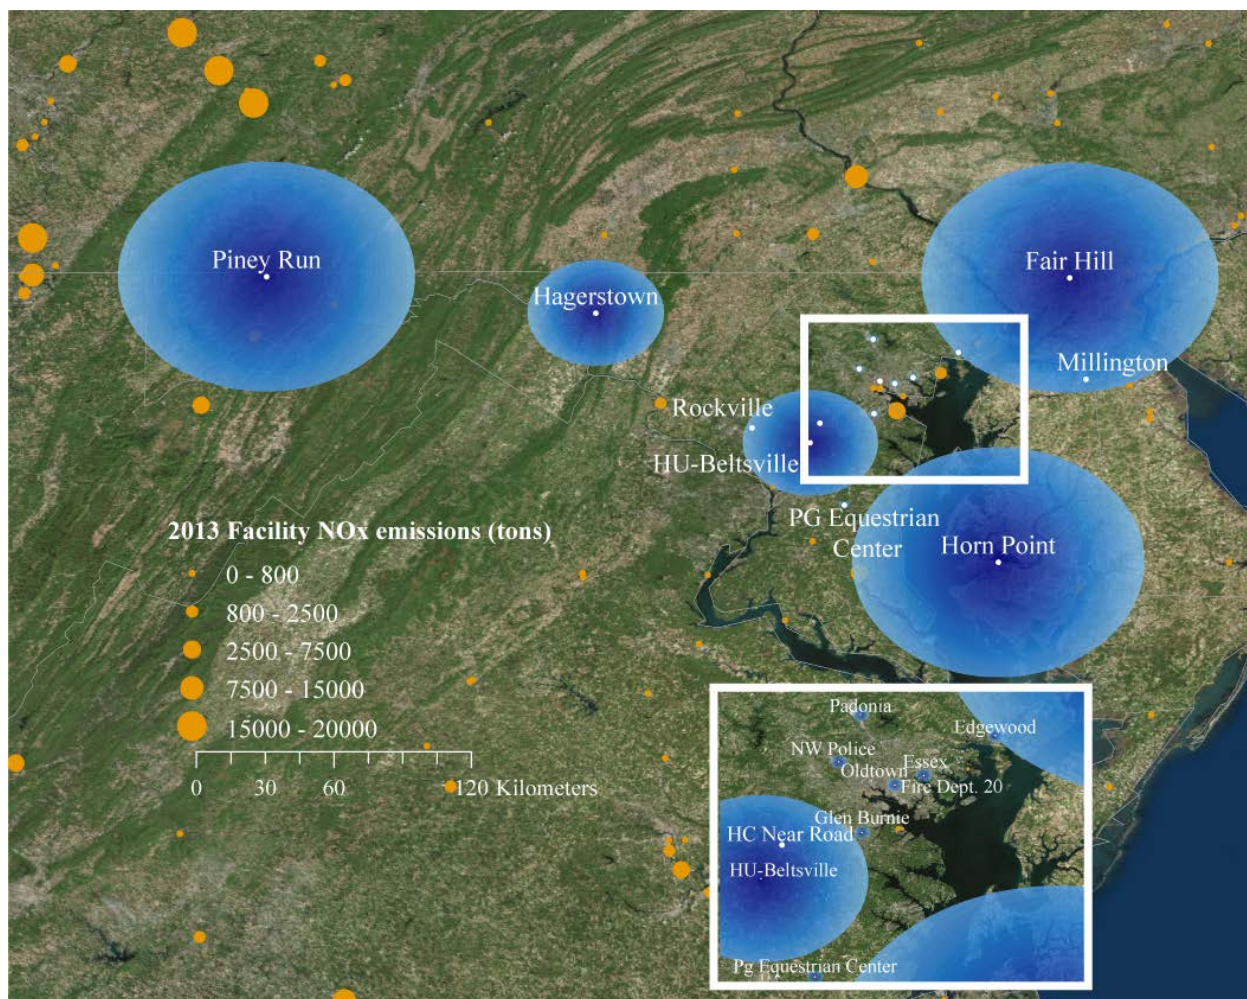 Piney Run
Fair Hill
Hagerstown
Millington
Rockville
HU-Beltsville
PG Equestrian
Center
Horn Point
2013 Facility NOx emissions (tons)
0 - 800
800 - 2500
2500 - 7500
7500 - 15000
15000 - 20000
0 30 60 120 Kilometers
Padonia
Edgewood
NW Police
Essex
Oldtown
Fire Dept. 20
Glen Burnie
HC Near Road
HU-Beltsville
Pg Equestrian Center